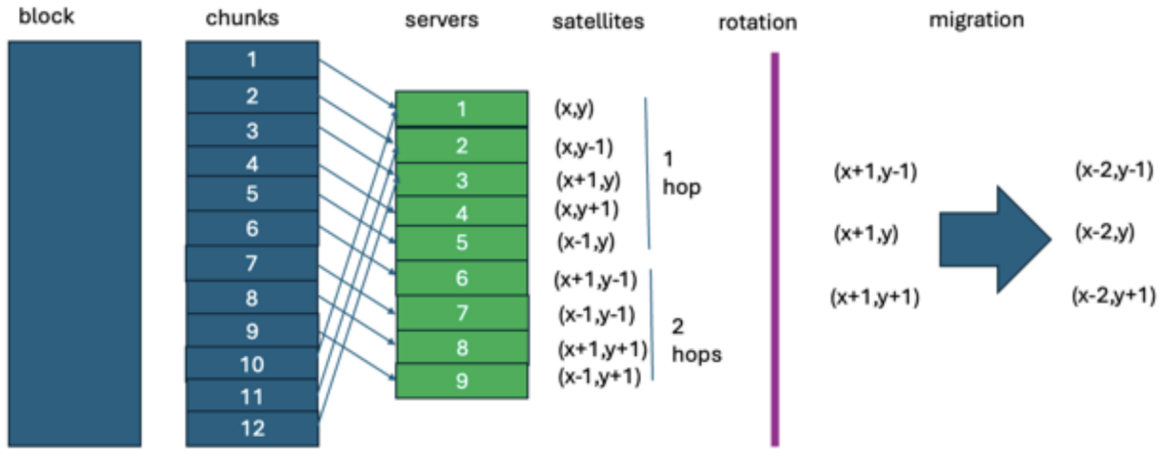 block
chunks
servers
satellites
rotation
migration
1
2
3
4
5
6
7
8
9
10
11
12
1
2
3
4
5
6
7
8
9
(x,y)
(x,y-1)
(x+1,y)
(x,y+1)
(x-1,y)
(x+1,y-1)
(x-1,y-1)
(x+1,y+1)
(x-1,y+1)
1
hop
2
hops
(x+1,y-1)
(x+1,y)
(x+1,y+1)
(x-2,y-1)
(x-2,y)
(x-2,y+1)